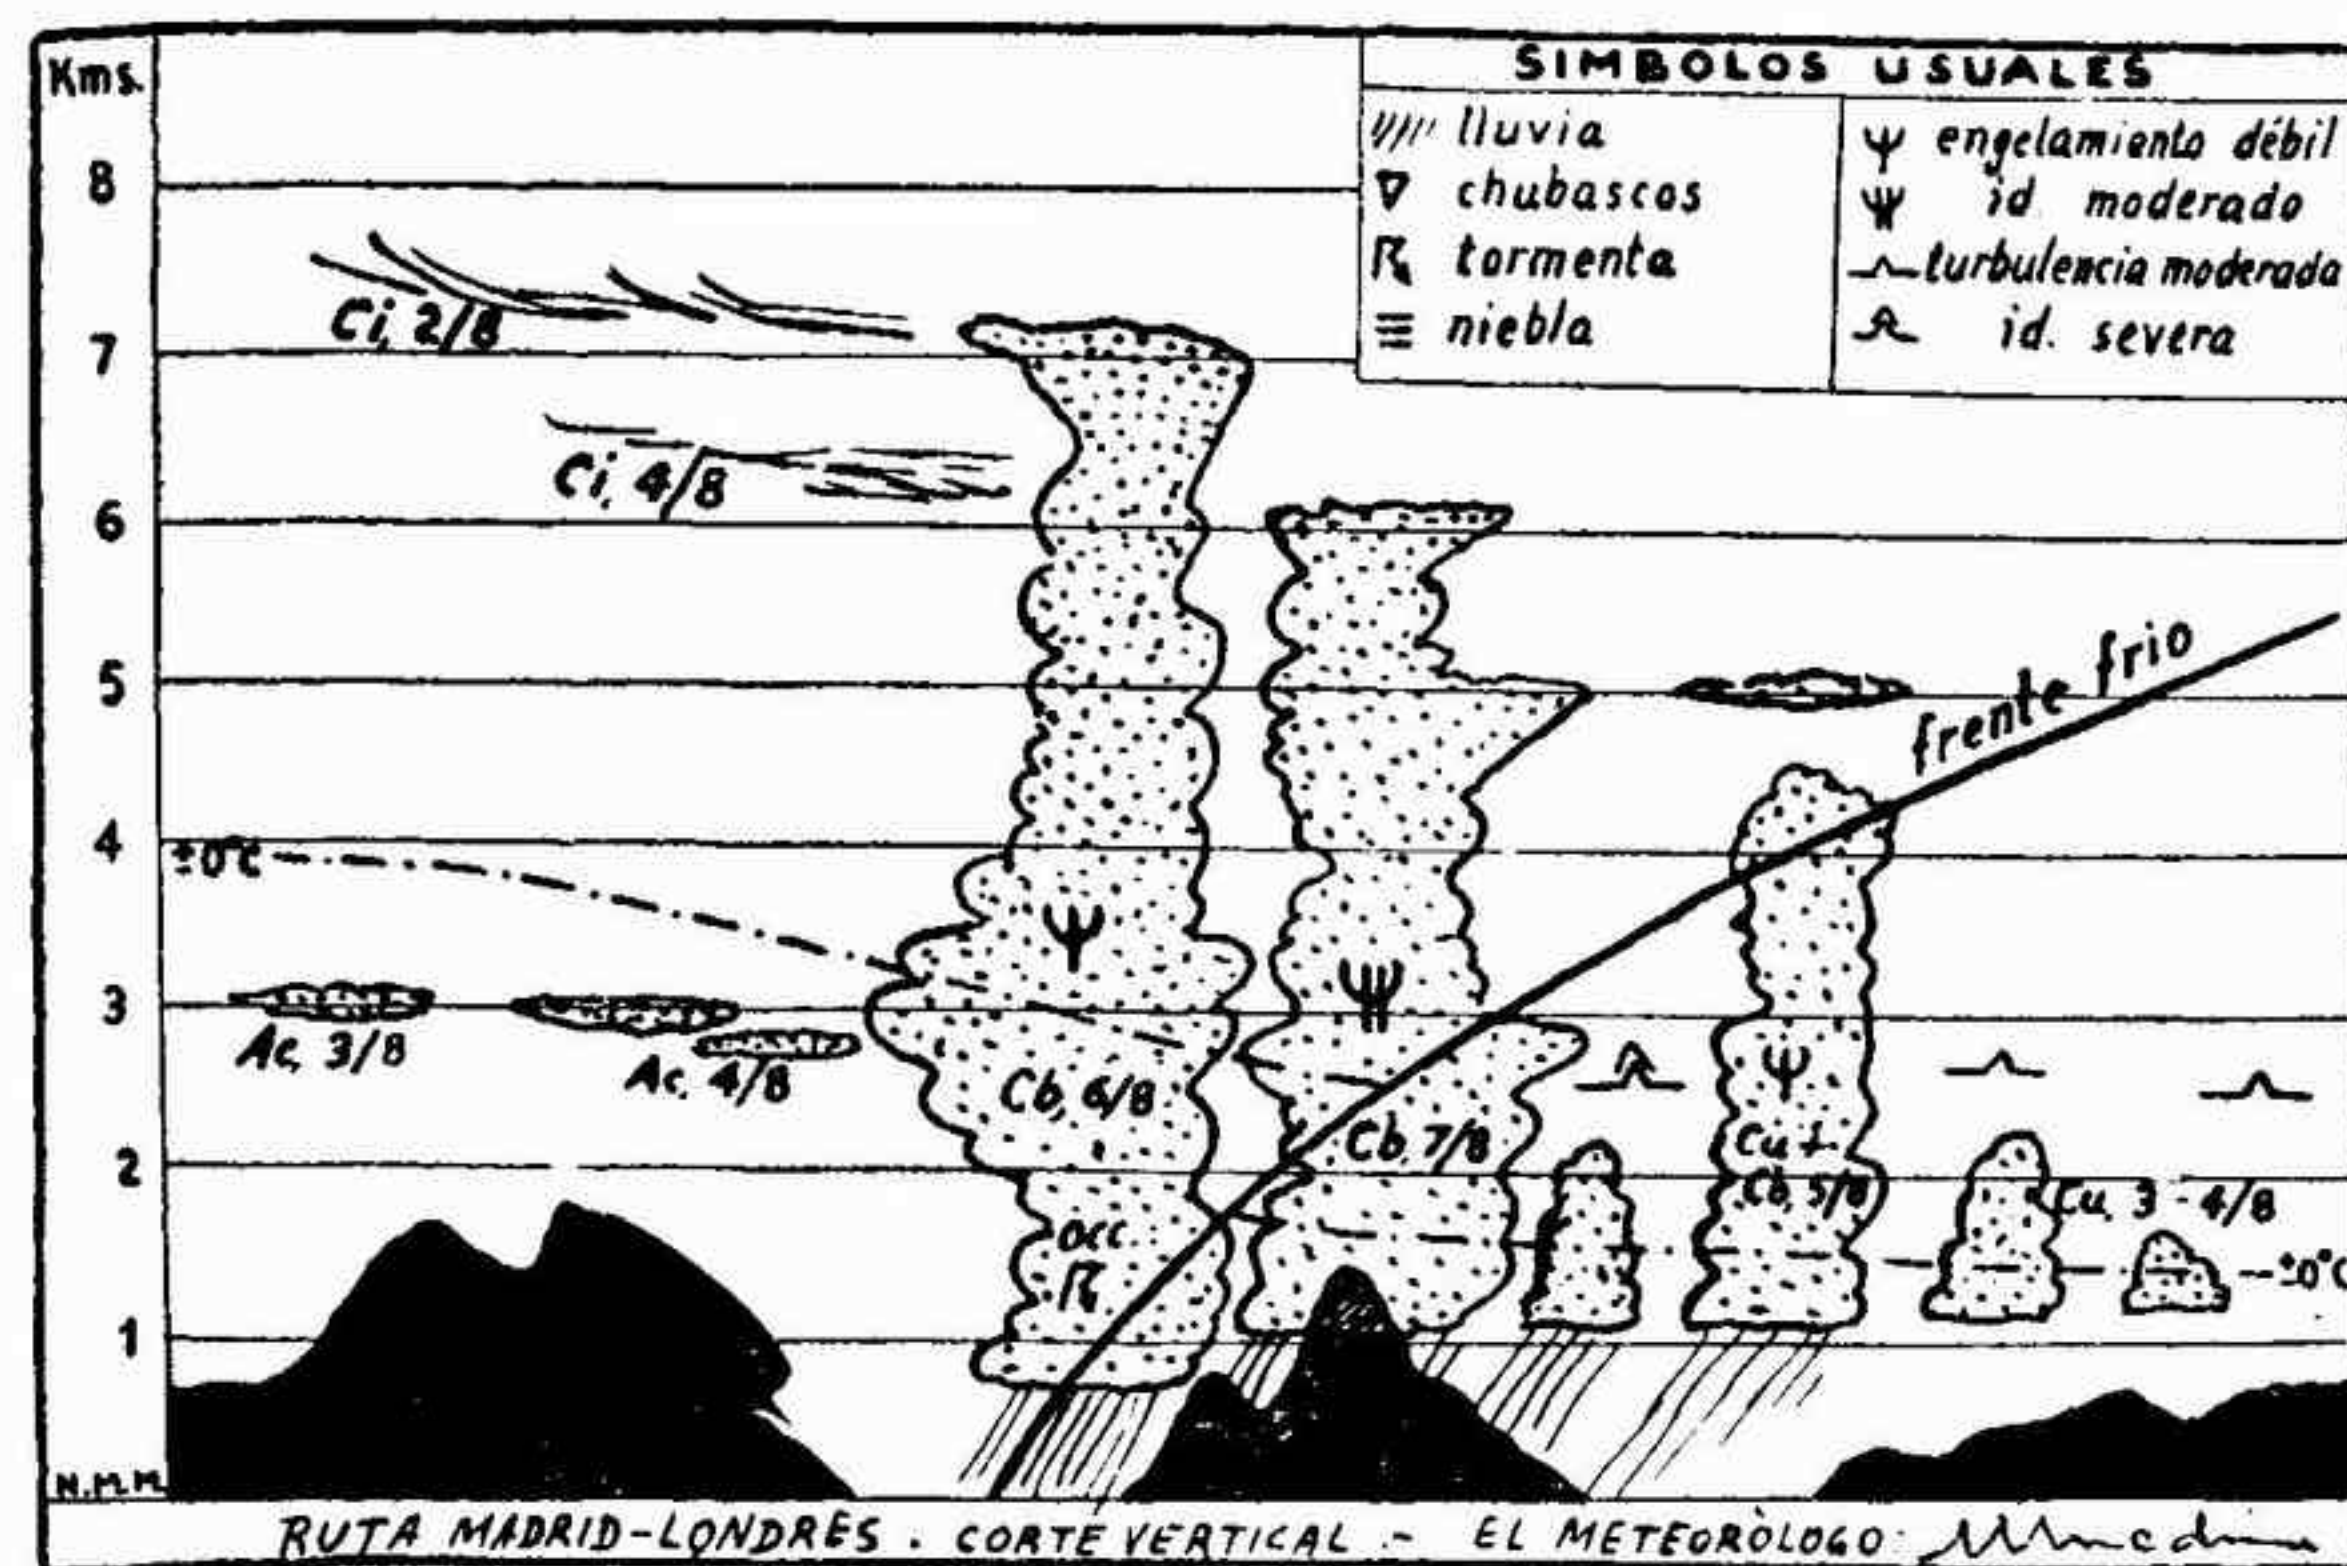 Kms.
8
7
6
5
4
3
2
1
N.M.M.
SIMBOLOS USUALES
lluvia
chubascos
tormenta
niebla
engelamiento débil
id moderado
turbulencia moderada
id. severa
Ci, 2/8
Ci, 4/8
frente frio
±0°C
Ac, 3/8
Ac, 4/8
Cb, 6/8
Cb, 7/8
Cu +
Cb, 5/8
Cu, 3-4/8
occ.
±0°C
RUTA MADRID-LONDRES. CORTE VERTICAL.- EL METEORÒLOGO.